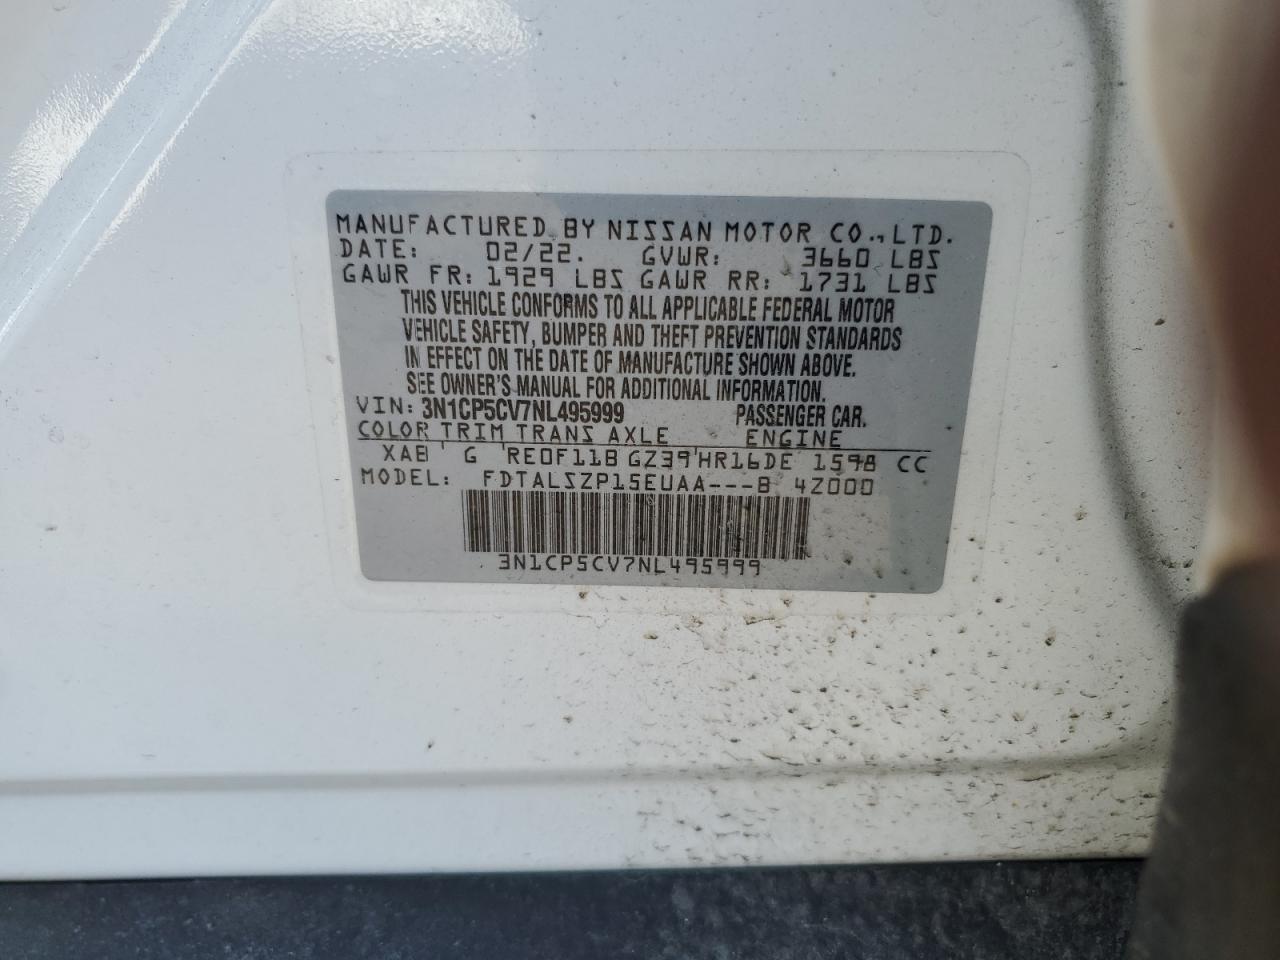 MANUFACTURED BY NISSAN MOTOR CO., LTD.
DATE: 02/22. GVWR: 3660 LBS
GAWR FR: 1929 LBS GAWR RR: 1731 LBS
THIS VEHICLE CONFORMS TO ALL APPLICABLE FEDERAL MOTOR
VEHICLE SAFETY, BUMPER AND THEFT PREVENTION STANDARDS
IN EFFECT ON THE DATE OF MANUFACTURE SHOWN ABOVE.
SEE OWNER'S MANUAL FOR ADDITIONAL INFORMATION.
VIN: 3N1CP5CV7NL495999 PASSENGER CAR.
COLOR TRIM TRANS AXLE ENGINE
XAB G RE0F11B GZ39 HR16DE 1598 CC
MODEL: FDTALSZP15EUAA---B 4Z000
3N1CP5CV7NL495999